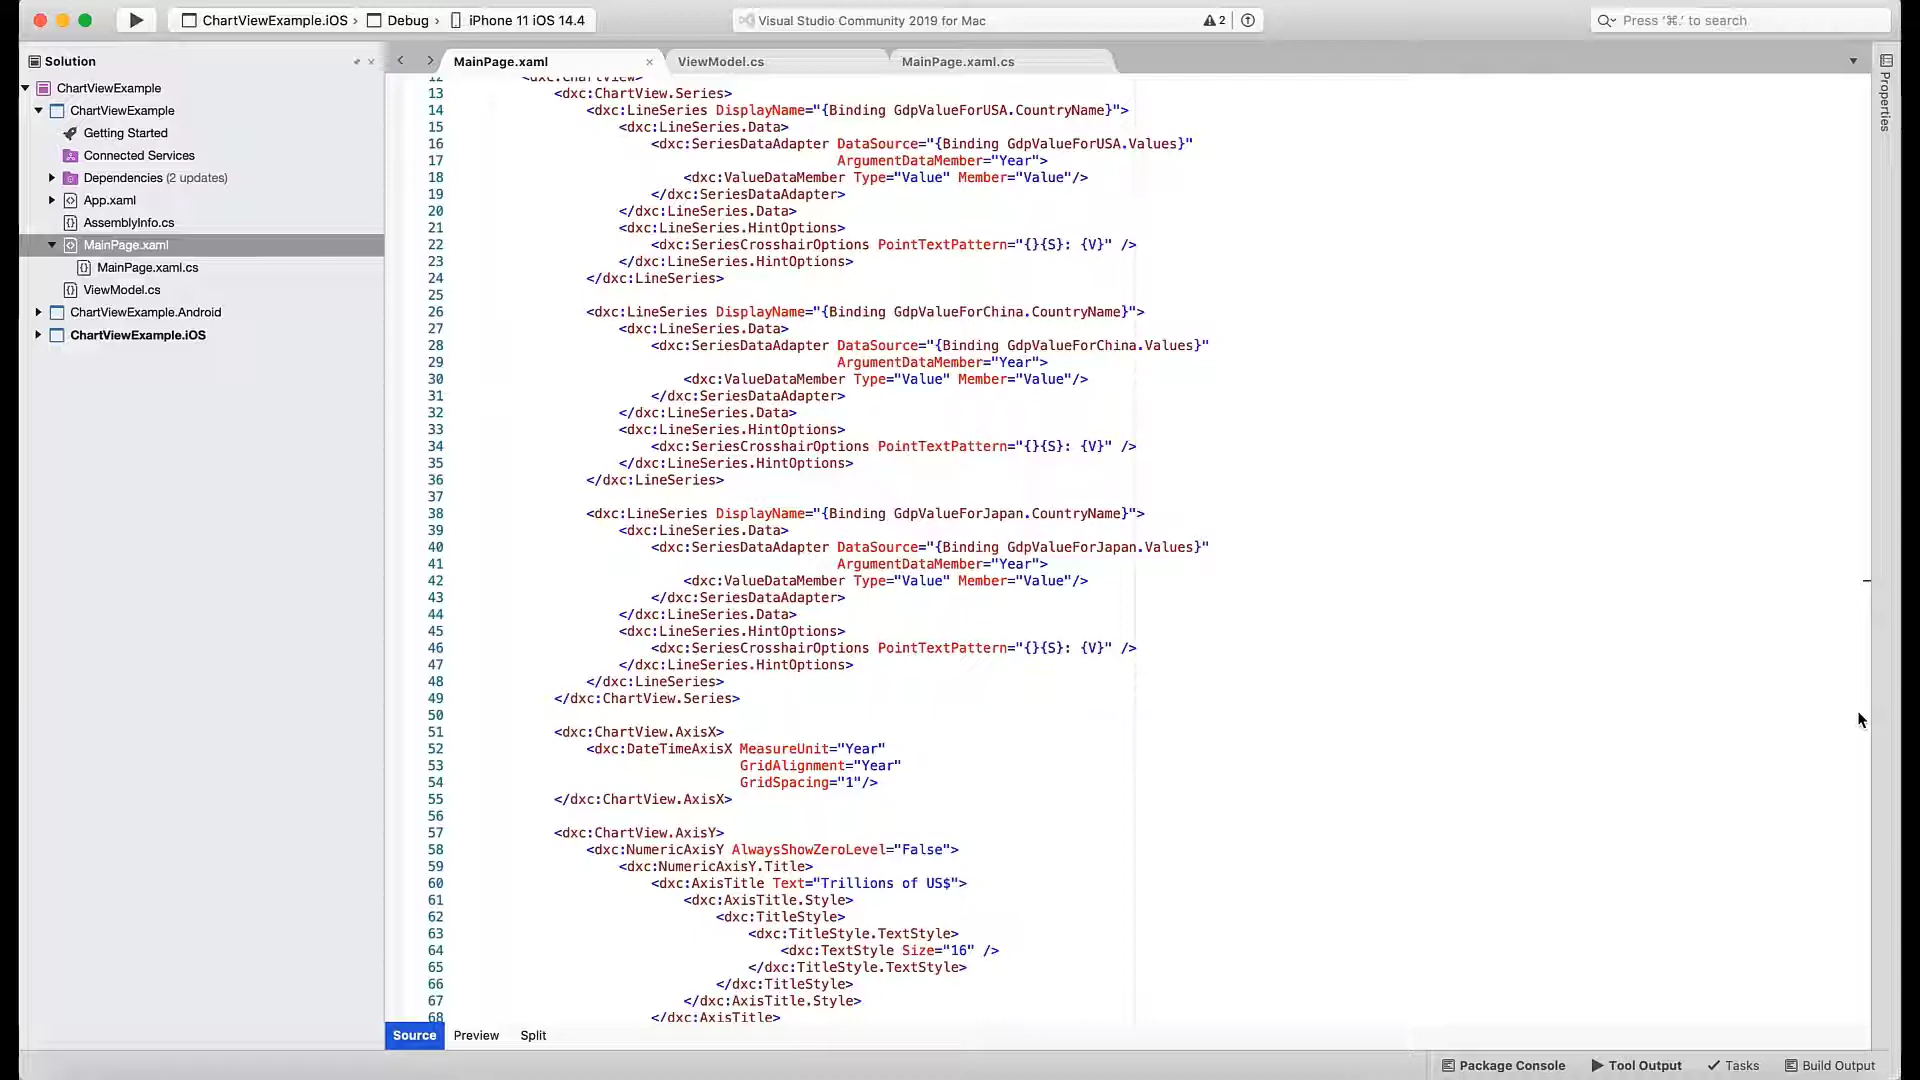 ChartViewExample.iOS › Debug › iPhone 11 iOS 14.4
Visual Studio Community 2019 for Mac
2
Press '⌘.' to search
Solution
ChartViewExample
ChartViewExample
Getting Started
Connected Services
Dependencies (2 updates)
App.xaml
AssemblyInfo.cs
MainPage.xaml
MainPage.xaml.cs
ViewModel.cs
ChartViewExample.Android
ChartViewExample.iOS
MainPage.xaml
ViewModel.cs
MainPage.xaml.cs
Properties
12 <dxc:ChartView>
13 <dxc:ChartView.Series>
14 <dxc:LineSeries DisplayName="{Binding GdpValueForUSA.CountryName}">
15 <dxc:LineSeries.Data>
16 <dxc:SeriesDataAdapter DataSource="{Binding GdpValueForUSA.Values}"
17 ArgumentDataMember="Year">
18 <dxc:ValueDataMember Type="Value" Member="Value"/>
19 </dxc:SeriesDataAdapter>
20 </dxc:LineSeries.Data>
21 <dxc:LineSeries.HintOptions>
22 <dxc:SeriesCrosshairOptions PointTextPattern="{}{S}: {V}" />
23 </dxc:LineSeries.HintOptions>
24 </dxc:LineSeries>
25
26 <dxc:LineSeries DisplayName="{Binding GdpValueForChina.CountryName}">
27 <dxc:LineSeries.Data>
28 <dxc:SeriesDataAdapter DataSource="{Binding GdpValueForChina.Values}"
29 ArgumentDataMember="Year">
30 <dxc:ValueDataMember Type="Value" Member="Value"/>
31 </dxc:SeriesDataAdapter>
32 </dxc:LineSeries.Data>
33 <dxc:LineSeries.HintOptions>
34 <dxc:SeriesCrosshairOptions PointTextPattern="{}{S}: {V}" />
35 </dxc:LineSeries.HintOptions>
36 </dxc:LineSeries>
37
38 <dxc:LineSeries DisplayName="{Binding GdpValueForJapan.CountryName}">
39 <dxc:LineSeries.Data>
40 <dxc:SeriesDataAdapter DataSource="{Binding GdpValueForJapan.Values}"
41 ArgumentDataMember="Year">
42 <dxc:ValueDataMember Type="Value" Member="Value"/>
43 </dxc:SeriesDataAdapter>
44 </dxc:LineSeries.Data>
45 <dxc:LineSeries.HintOptions>
46 <dxc:SeriesCrosshairOptions PointTextPattern="{}{S}: {V}" />
47 </dxc:LineSeries.HintOptions>
48 </dxc:LineSeries>
49 </dxc:ChartView.Series>
50
51 <dxc:ChartView.AxisX>
52 <dxc:DateTimeAxisX MeasureUnit="Year"
53 GridAlignment="Year"
54 GridSpacing="1"/>
55 </dxc:ChartView.AxisX>
56
57 <dxc:ChartView.AxisY>
58 <dxc:NumericAxisY AlwaysShowZeroLevel="False">
59 <dxc:NumericAxisY.Title>
60 <dxc:AxisTitle Text="Trillions of US$">
61 <dxc:AxisTitle.Style>
62 <dxc:TitleStyle>
63 <dxc:TitleStyle.TextStyle>
64 <dxc:TextStyle Size="16" />
65 </dxc:TitleStyle.TextStyle>
66 </dxc:TitleStyle>
67 </dxc:AxisTitle.Style>
68 </dxc:AxisTitle>
Source Preview Split
Package Console Tool Output Tasks Build Output